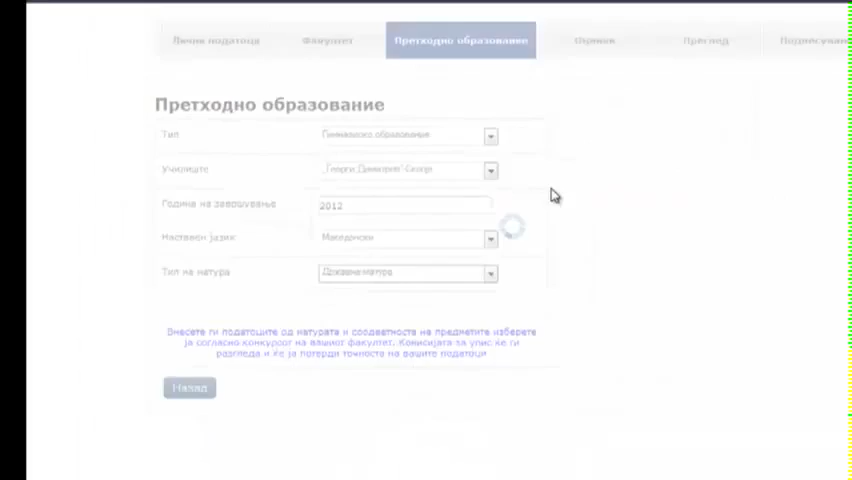 Лични податоци Факултет Претходно образование Оценки Преглед Поднесување
Претходно образование
Тип Гимназиско образование
Училиште „Георги Димитров“-Скопје
Година на завршување 2012
Наставен јазик Македонски
Тип на матура Државна матура
Внесете ги податоците од матурата и соодветноста на предметите изберете
ја согласно конкурсот на вашиот факултет. Комисијата за упис ќе ги
разгледа и ќе ја потврди точноста на вашите податоци
Назад